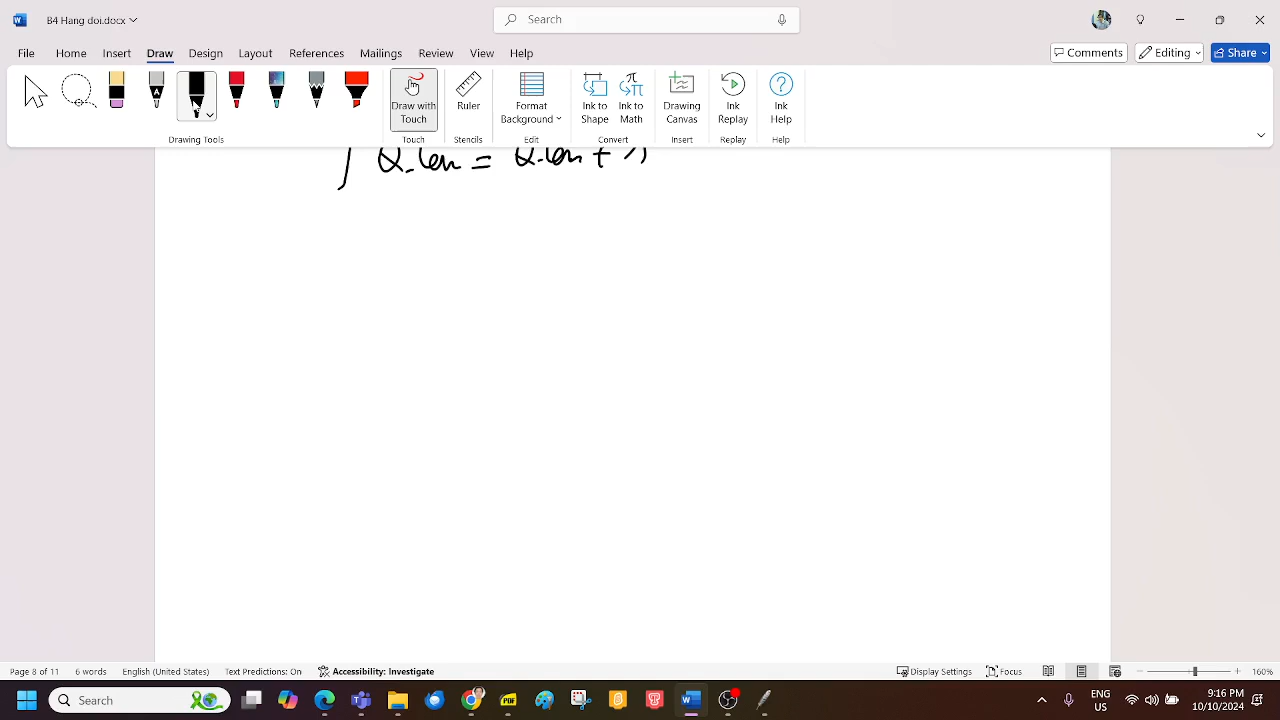 B4 Hang doi.docx
Search
File Home Insert Draw Design Layout References Mailings Review View Help
Comments Editing Share
Draw with Touch
Ruler
Format Background
Ink to Shape
Ink to Math
Drawing Canvas
Ink Replay
Ink Help
Drawing Tools Touch Stencils Edit Convert Insert Replay Help
Q.len = Q.len +
Page 8 of 11 6 words English (United States) Text Predictions: On Accessibility: Investigate Display Settings Focus 160%
Search
ENG
US
9:16 PM
10/10/2024